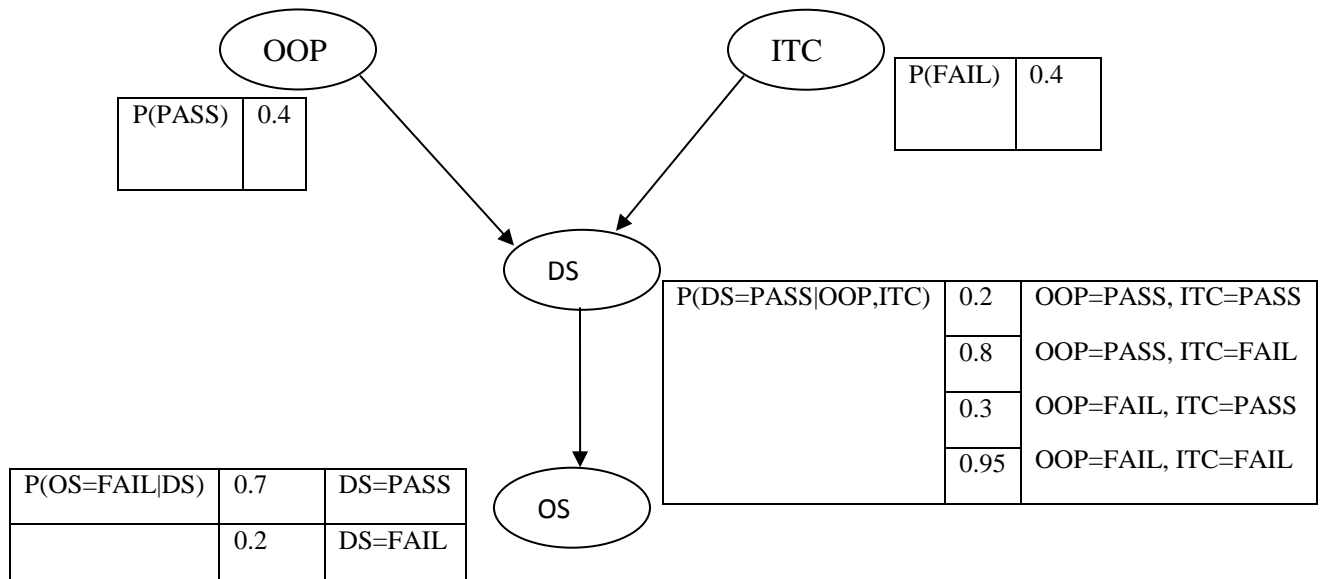 OOP
ITC
P(PASS) 0.4
P(FAIL) 0.4
DS
P(DS=PASS|OOP,ITC) 0.2 OOP=PASS, ITC=PASS
0.8 OOP=PASS, ITC=FAIL
0.3 OOP=FAIL, ITC=PASS
0.95 OOP=FAIL, ITC=FAIL
P(OS=FAIL|DS) 0.7 DS=PASS
0.2 DS=FAIL
OS